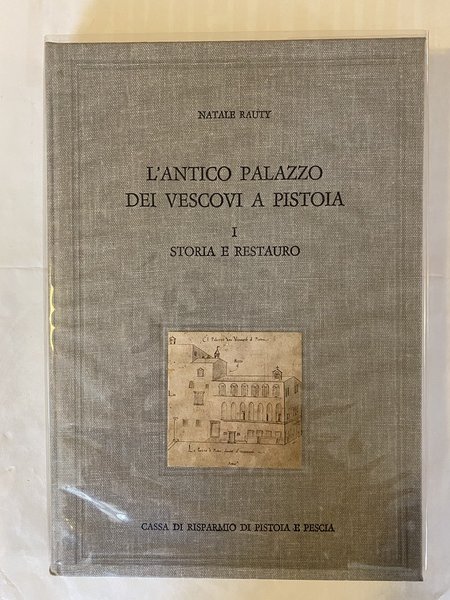 NATALE RAUTY
L'ANTICO PALAZZO
DEI VESCOVI A PISTOIA
I
STORIA E RESTAURO
CASSA DI RISPARMIO DI PISTOIA E PESCIA